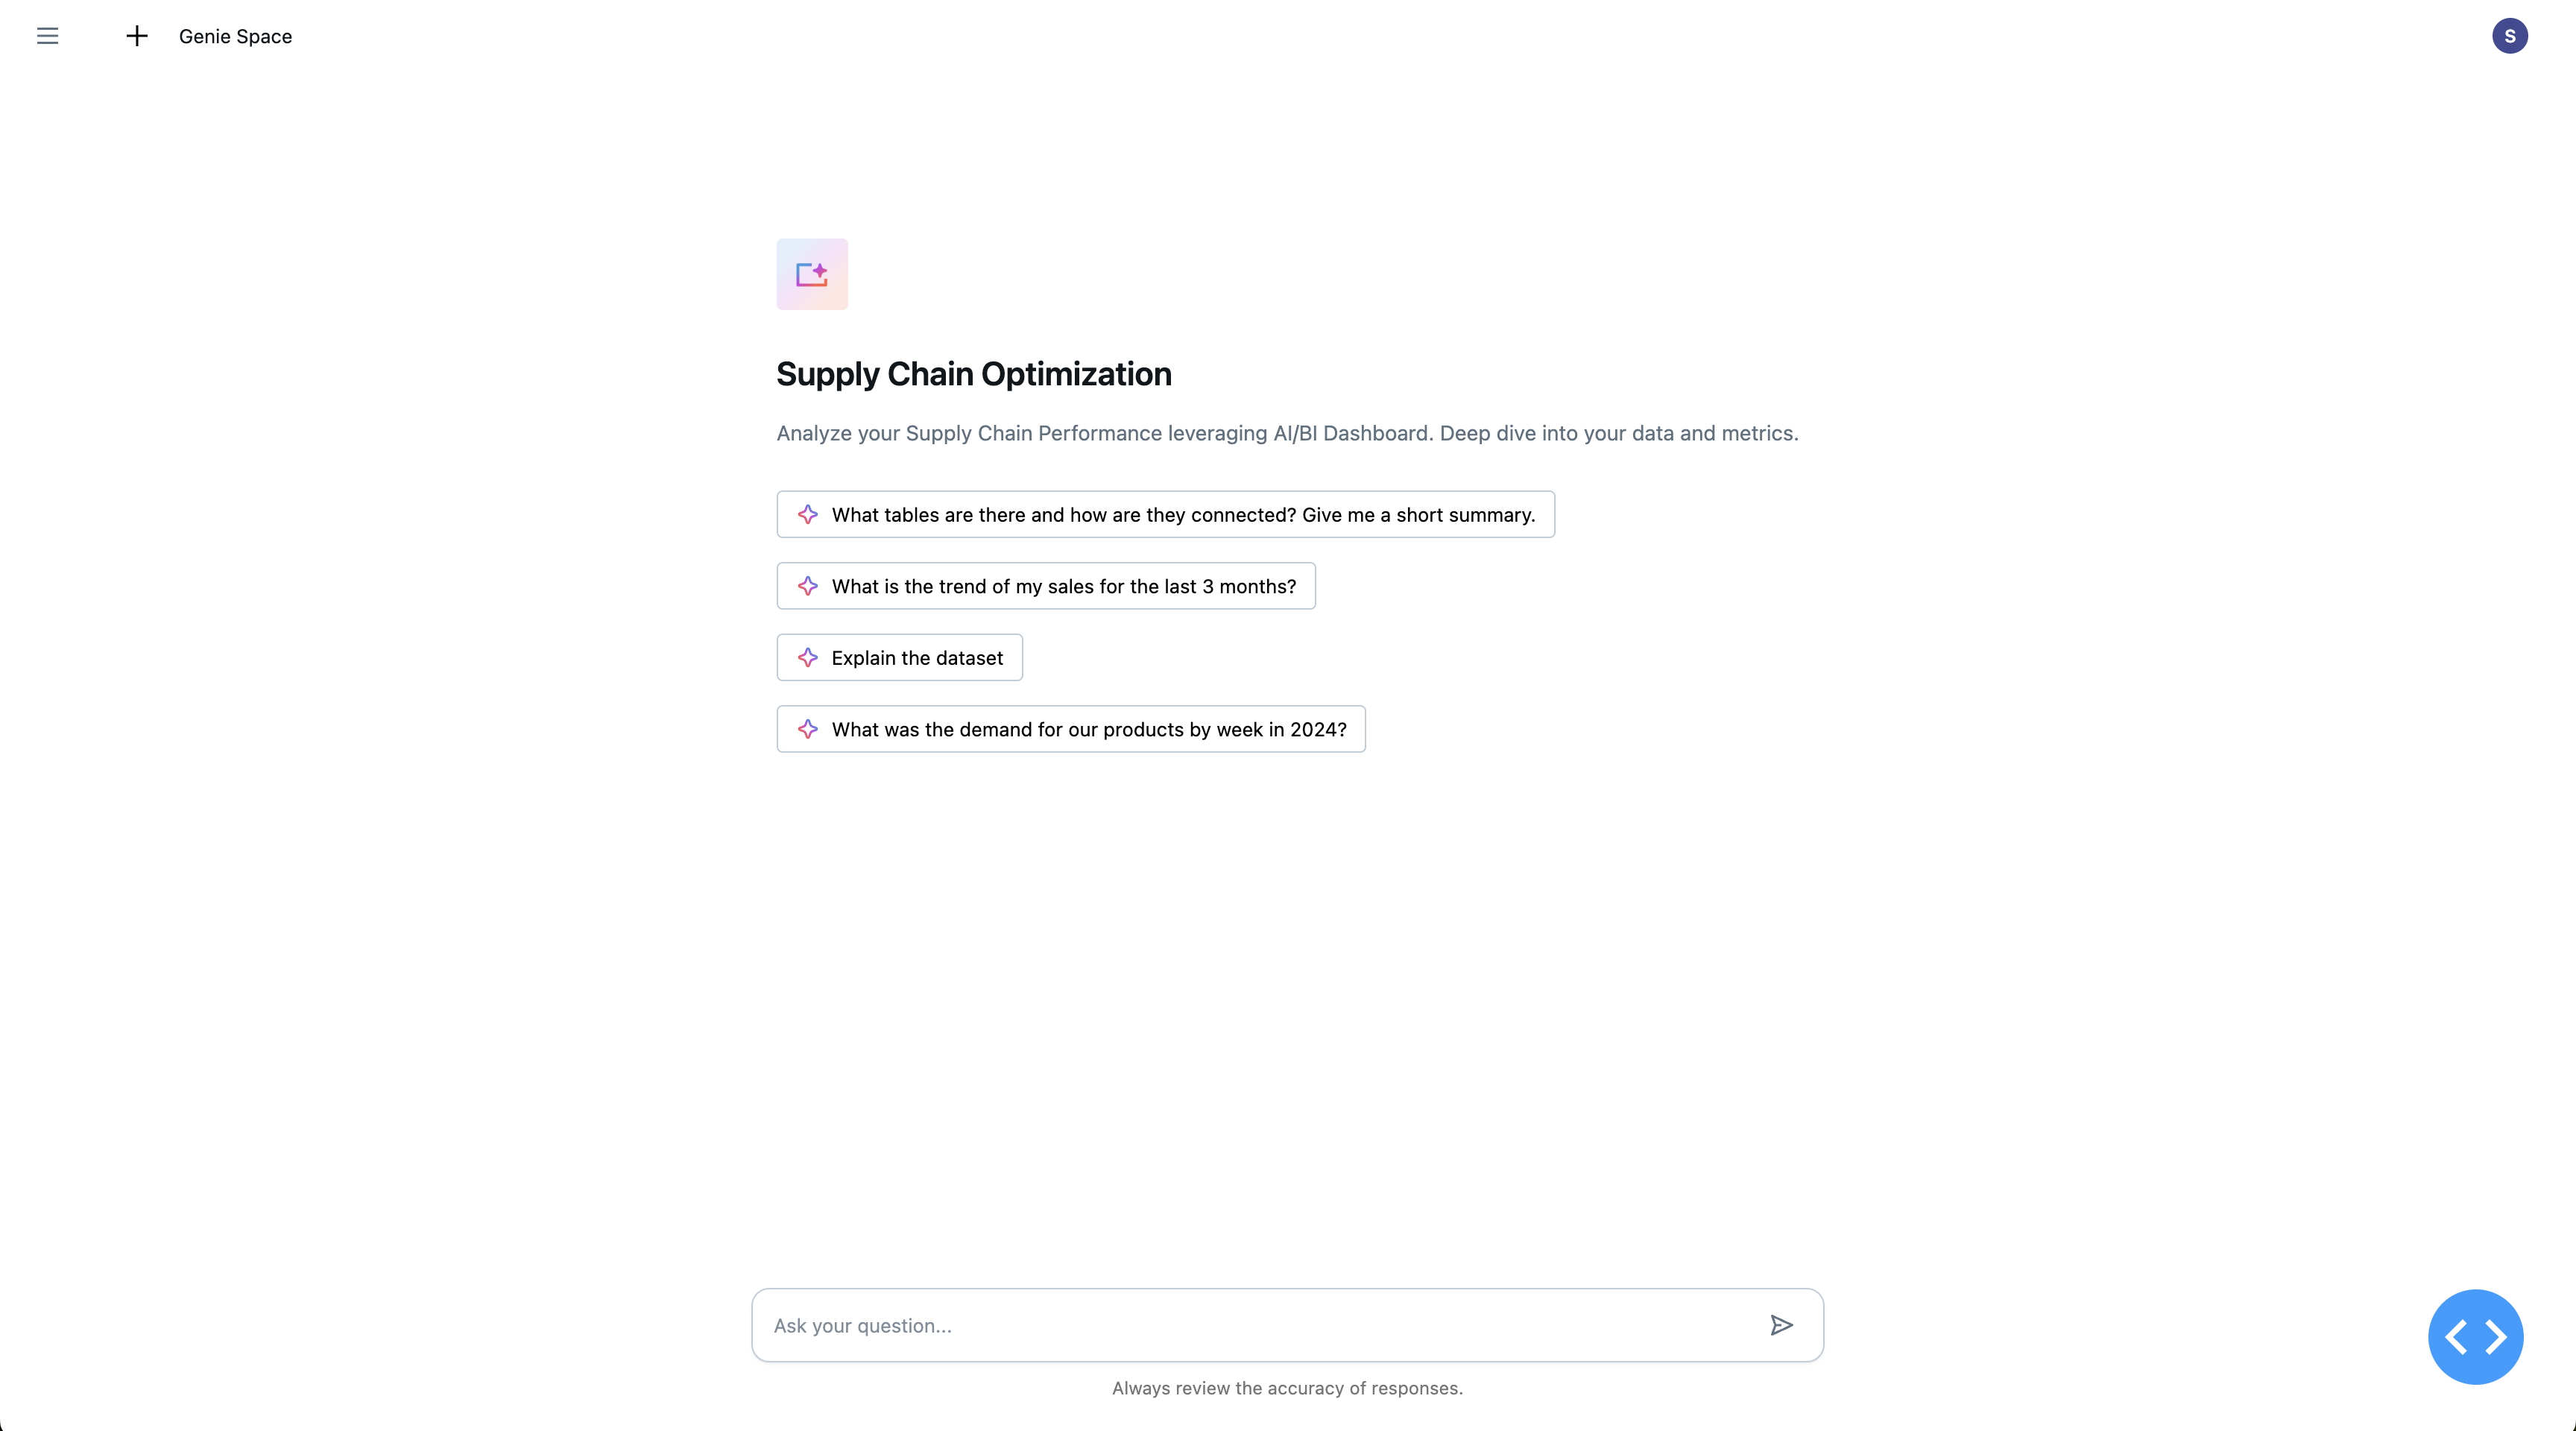 Genie Space
S
Supply Chain Optimization
Analyze your Supply Chain Performance leveraging AI/BI Dashboard. Deep dive into your data and metrics.
What tables are there and how are they connected? Give me a short summary.
What is the trend of my sales for the last 3 months?
Explain the dataset
What was the demand for our products by week in 2024?
Ask your question...
Always review the accuracy of responses.